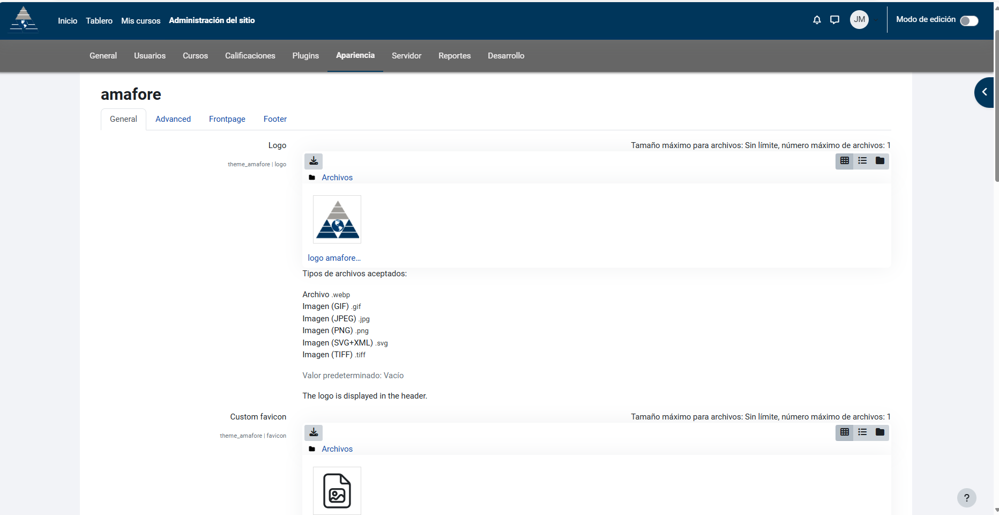 Inicio Tablero Mis cursos Administración del sitio JM Modo de edición
General Usuarios Cursos Calificaciones Plugins Apariencia Servidor Reportes Desarrollo
amafore
General Advanced Frontpage Footer
Logo
theme_amafore | logo
Tamaño máximo para archivos: Sin límite, número máximo de archivos: 1
Archivos
logo amafore...
Tipos de archivos aceptados:
Archivo .webp
Imagen (GIF) .gif
Imagen (JPEG) .jpg
Imagen (PNG) .png
Imagen (SVG+XML) .svg
Imagen (TIFF) .tiff
Valor predeterminado: Vacío
The logo is displayed in the header.
Custom favicon
theme_amafore | favicon
Tamaño máximo para archivos: Sin límite, número máximo de archivos: 1
Archivos
?